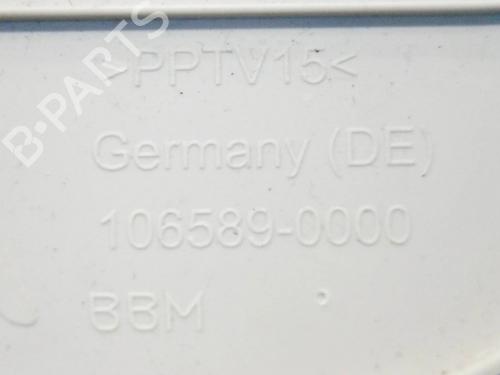 B-PARTS
>PPTV15<
Germany (DE)
106589-0000
BBM